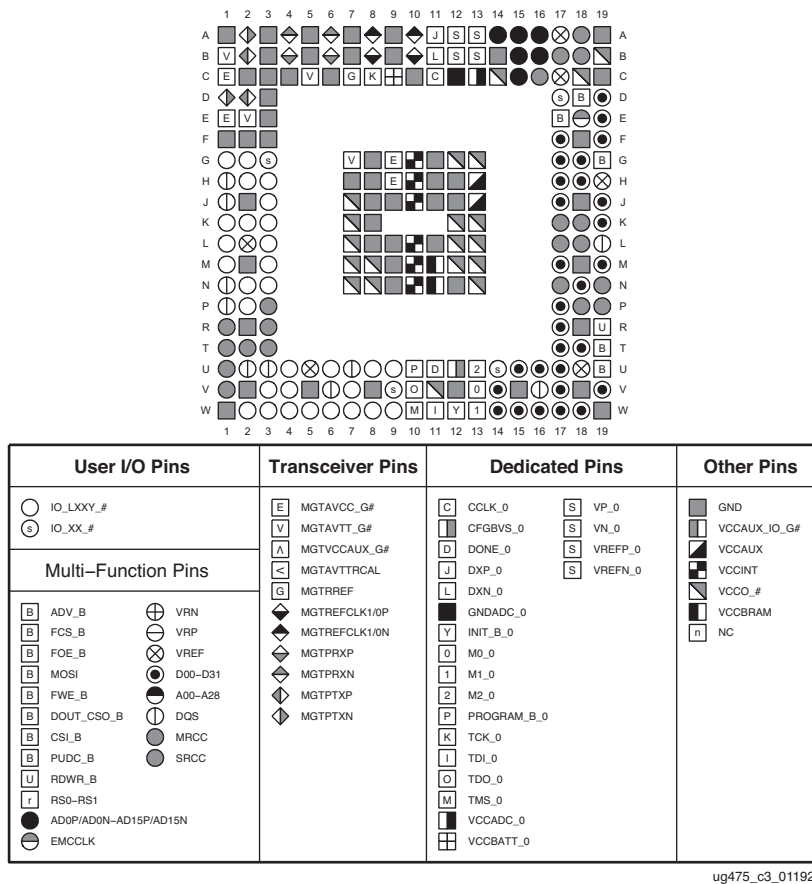 1 2 3 4 5 6 7 8 9 10 11 12 13 14 15 16 17 18 19
A J S S A
B V L S S B
C E V G K C C
D s B D
E E V B E
F F
G s V E B G
H E H
J J
K K
L L
M M
N N
P P
R U R
T B T
U P D 2 s B U
V s O 0 V
W M I Y 1 W
1 2 3 4 5 6 7 8 9 10 11 12 13 14 15 16 17 18 19
User I/O Pins
IO_LXXY_#
s IO_XX_#
Multi–Function Pins
B ADV_B
B FCS_B
B FOE_B
B MOSI
B FWE_B
B DOUT_CSO_B
B CSI_B
B PUDC_B
U RDWR_B
r RS0–RS1
AD0P/AD0N–AD15P/AD15N
EMCCLK
VRN
VRP
VREF
D00–D31
A00–A28
DQS
MRCC
SRCC
Transceiver Pins
E MGTAVCC_G#
V MGTAVTT_G#
Λ MGTVCCAUX_G#
< MGTAVTTRCAL
G MGTRREF
MGTREFCLK1/0P
MGTREFCLK1/0N
MGTPRXP
MGTPRXN
MGTPTXP
MGTPTXN
Dedicated Pins
C CCLK_0
CFGBVS_0
D DONE_0
J DXP_0
L DXN_0
GNDADC_0
Y INIT_B_0
0 M0_0
1 M1_0
2 M2_0
P PROGRAM_B_0
K TCK_0
I TDI_0
O TDO_0
M TMS_0
VCCADC_0
VCCBATT_0
S VP_0
S VN_0
S VREFP_0
S VREFN_0
Other Pins
GND
VCCAUX_IO_G#
VCCAUX
VCCINT
VCCO_#
VCCBRAM
n NC
ug475_c3_01192